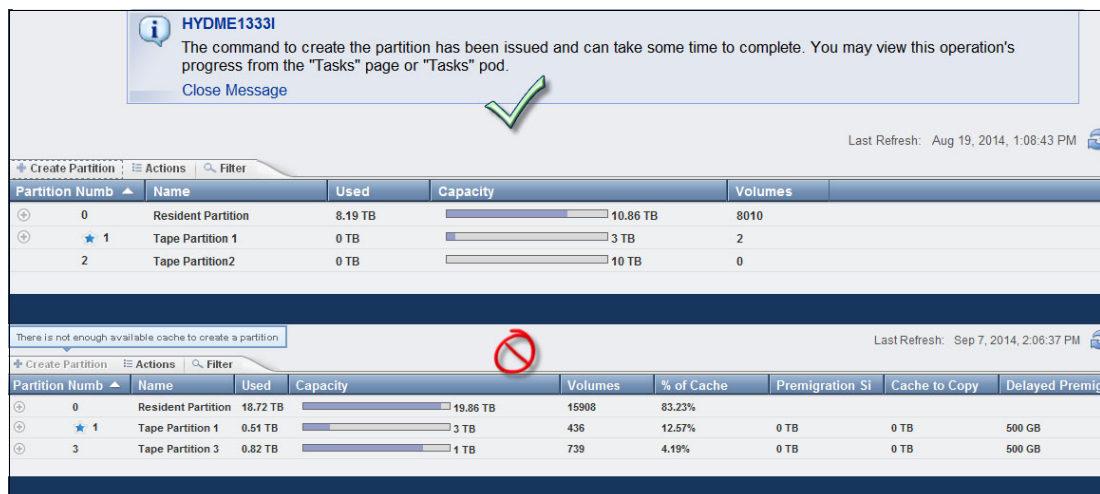 HYDME1333I
The command to create the partition has been issued and can take some time to complete. You may view this operation's
progress from the "Tasks" page or "Tasks" pod.
Close Message
Last Refresh: Aug 19, 2014, 1:08:43 PM
Create Partition Actions Filter
Partition Numb Name Used Capacity Volumes
0 Resident Partition 8.19 TB 10.86 TB 8010
1 Tape Partition 1 0 TB 3 TB 2
2 Tape Partition2 0 TB 10 TB 0
There is not enough available cache to create a partition
Last Refresh: Sep 7, 2014, 2:06:37 PM
Create Partition Actions Filter
Partition Numb Name Used Capacity Volumes % of Cache Premigration Si Cache to Copy Delayed Premig
0 Resident Partition 18.72 TB 19.86 TB 15908 83.23%
1 Tape Partition 1 0.51 TB 3 TB 436 12.57% 0 TB 0 TB 500 GB
3 Tape Partition 3 0.82 TB 1 TB 739 4.19% 0 TB 0 TB 500 GB